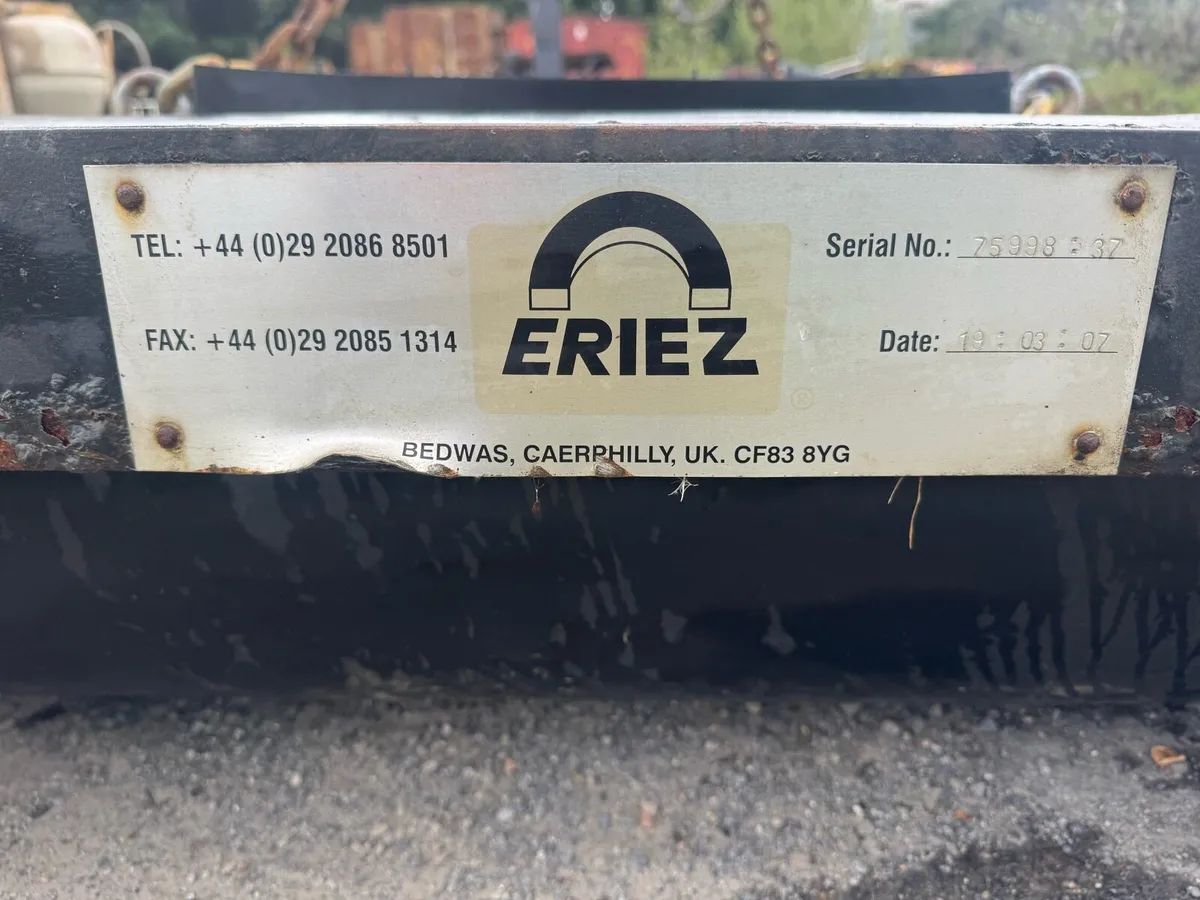 TEL: +44 (0)29 2086 8501
FAX: +44 (0)29 2085 1314
ERIEZ
®
Serial No.: 75998 : 37
Date: 19 : 03 : 07
BEDWAS, CAERPHILLY, UK. CF83 8YG